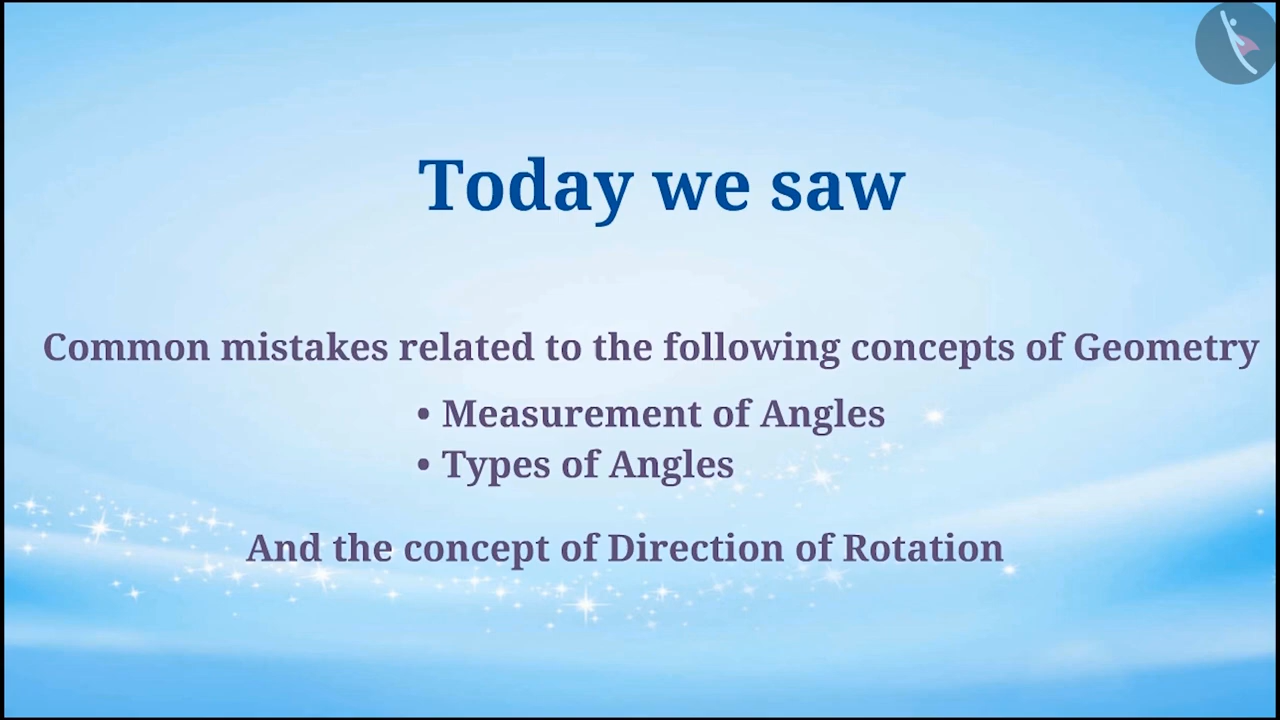 Today we saw
Common mistakes related to the following concepts of Geometry
• Measurement of Angles
• Types of Angles
And the concept of Direction of Rotation